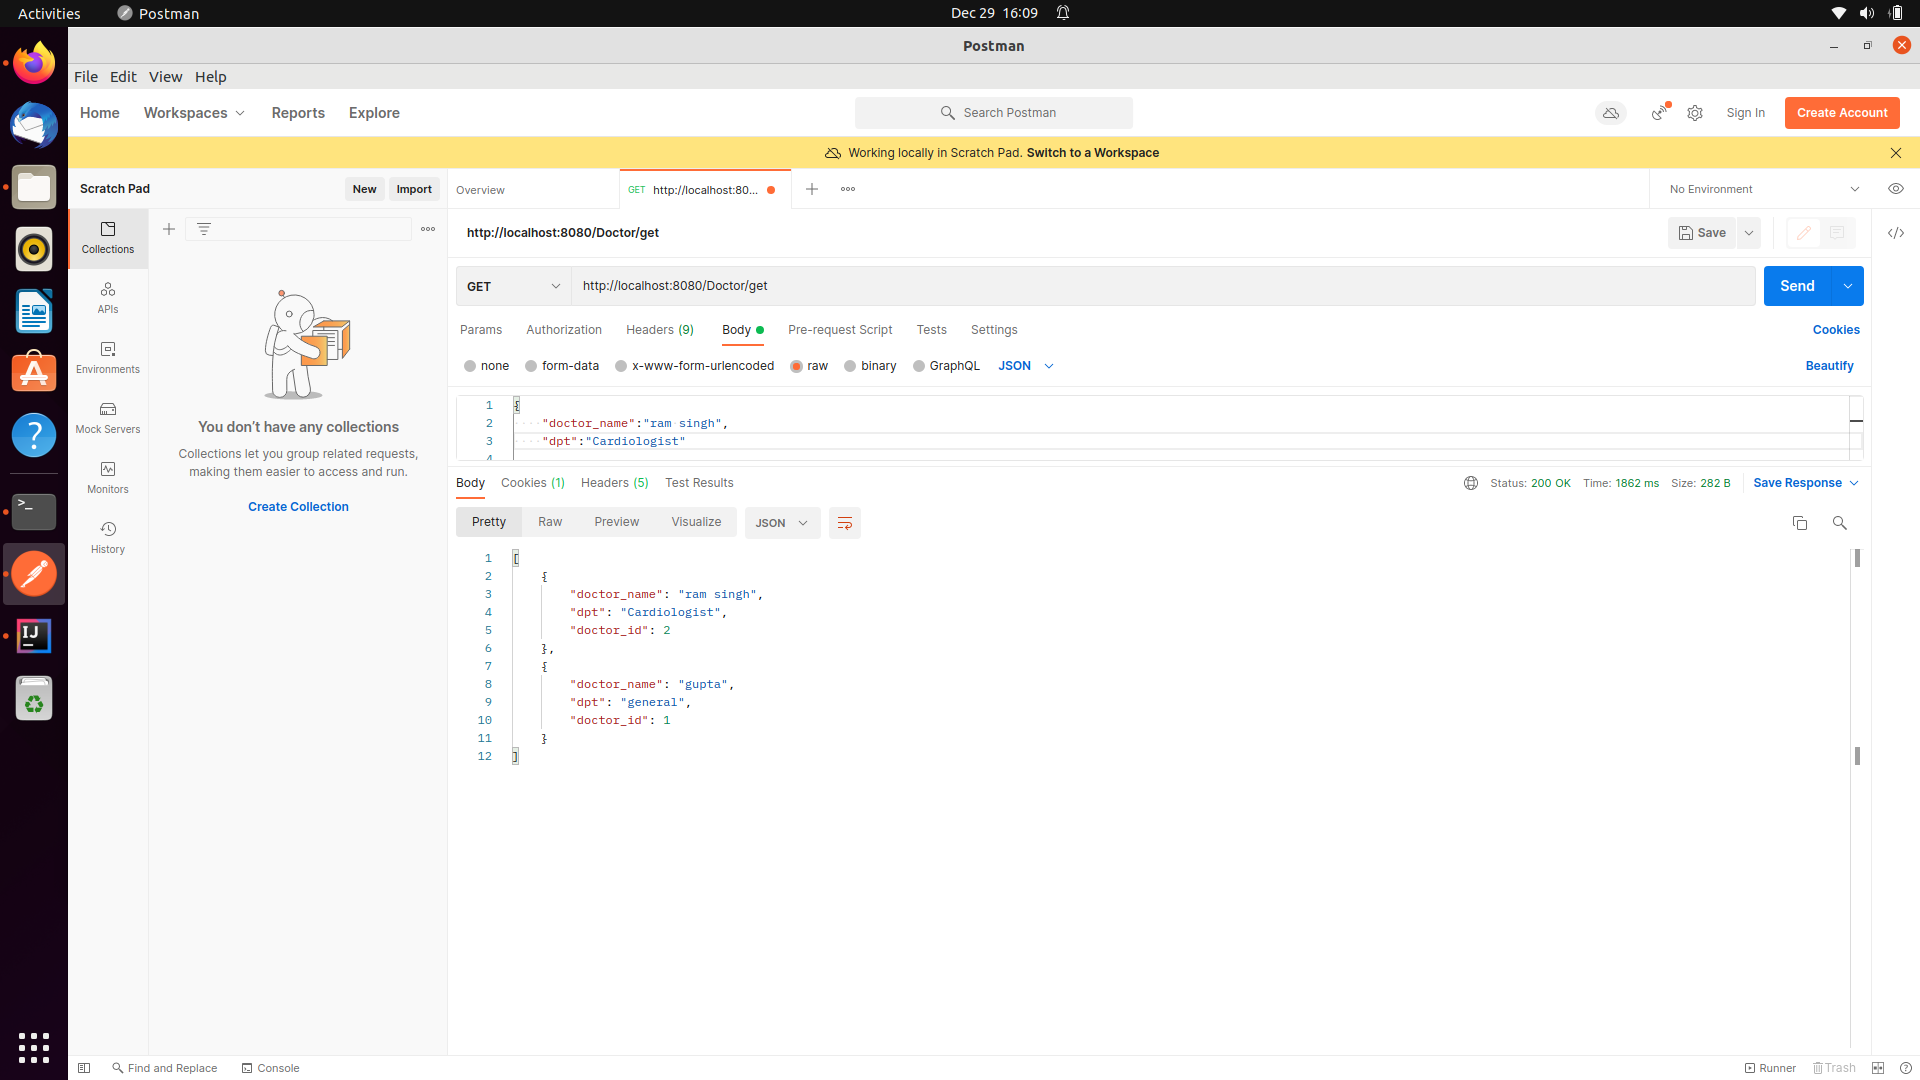 Activities Postman Dec 29 16:09
Postman
File Edit View Help
Home Workspaces Reports Explore Search Postman Sign In Create Account
Working locally in Scratch Pad. Switch to a Workspace
Scratch Pad New Import Overview GET http://localhost:80... No Environment
Collections
http://localhost:8080/Doctor/get Save
GET http://localhost:8080/Doctor/get Send
APIs
Params Authorization Headers (9) Body Pre-request Script Tests Settings Cookies
Environments
none form-data x-www-form-urlencoded raw binary GraphQL JSON Beautify
Mock Servers
1 {
2 "doctor_name":"ram singh",
3 "dpt":"Cardiologist"
4
You don't have any collections
Collections let you group related requests,
making them easier to access and run.
Create Collection
Monitors
History
Body Cookies (1) Headers (5) Test Results Status: 200 OK Time: 1862 ms Size: 282 B Save Response
Pretty Raw Preview Visualize JSON
1 [
2 {
3 "doctor_name": "ram singh",
4 "dpt": "Cardiologist",
5 "doctor_id": 2
6 },
7 {
8 "doctor_name": "gupta",
9 "dpt": "general",
10 "doctor_id": 1
11 }
12 ]
Find and Replace Console Runner Trash